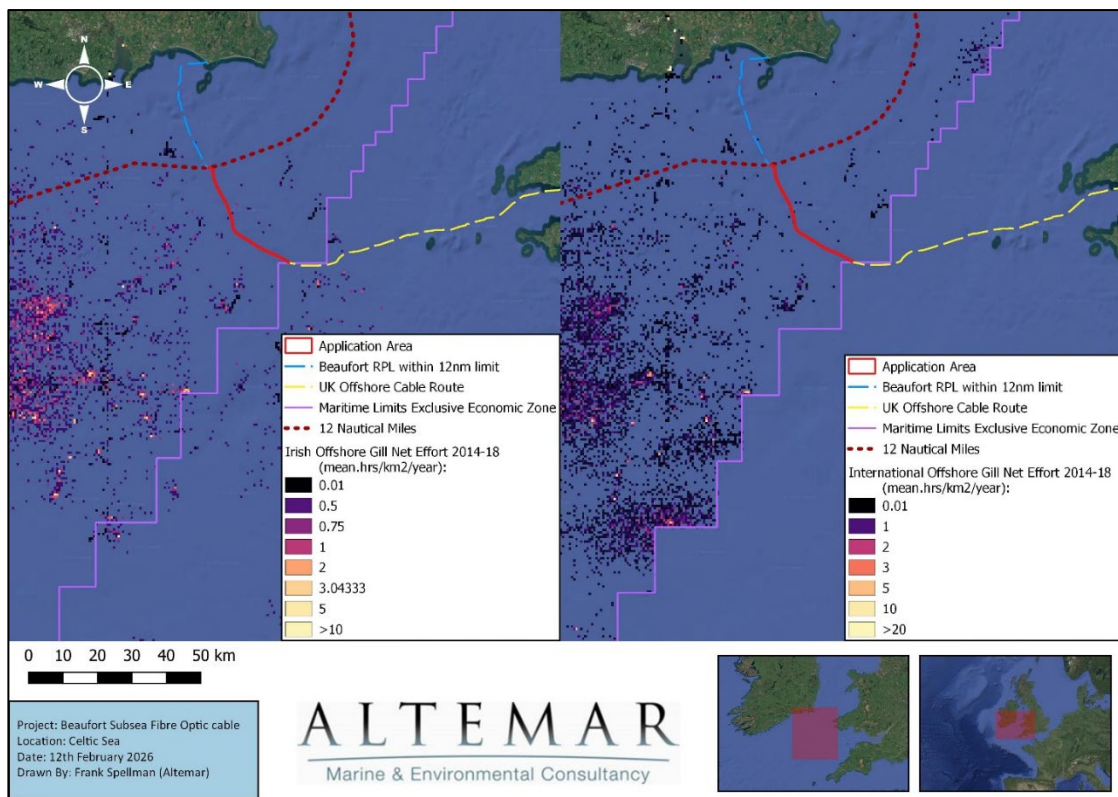 N
W
E
S
Application Area
Beaufort RPL within 12nm limit
UK Offshore Cable Route
Maritime Limits Exclusive Economic Zone
12 Nautical Miles
Irish Offshore Gill Net Effort 2014-18
(mean.hrs/km2/year):
0.01
0.5
0.75
1
2
3.04333
5
>10
Application Area
Beaufort RPL within 12nm limit
UK Offshore Cable Route
Maritime Limits Exclusive Economic Zone
12 Nautical Miles
International Offshore Gill Net Effort 2014-18
(mean.hrs/km2/year):
0.01
1
2
3
5
10
>20
0 10 20 30 40 50 km
Project: Beaufort Subsea Fibre Optic cable
Location: Celtic Sea
Date: 12th February 2026
Drawn By: Frank Spellman (Altemar)
ALTEMAR
Marine & Environmental Consultancy